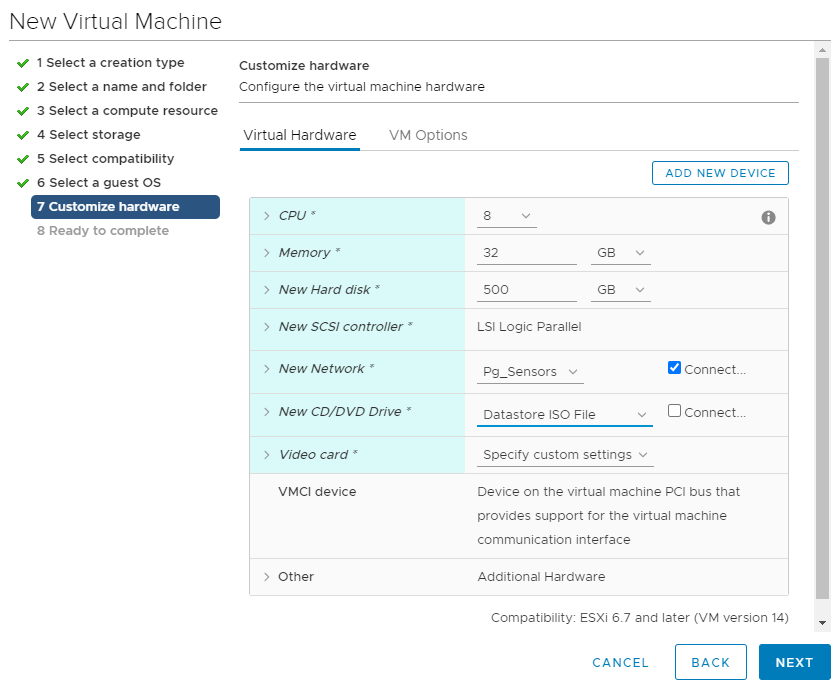 New Virtual Machine
1 Select a creation type
2 Select a name and folder
3 Select a compute resource
4 Select storage
5 Select compatibility
6 Select a guest OS
7 Customize hardware
8 Ready to complete
Customize hardware
Configure the virtual machine hardware
Virtual Hardware VM Options
ADD NEW DEVICE
CPU * 8
Memory * 32 GB
New Hard disk * 500 GB
New SCSI controller * LSI Logic Parallel
New Network * Pg_Sensors Connect...
New CD/DVD Drive * Datastore ISO File Connect...
Video card * Specify custom settings
VMCI device Device on the virtual machine PCI bus that
provides support for the virtual machine
communication interface
Other Additional Hardware
Compatibility: ESXi 6.7 and later (VM version 14)
CANCEL BACK NEXT